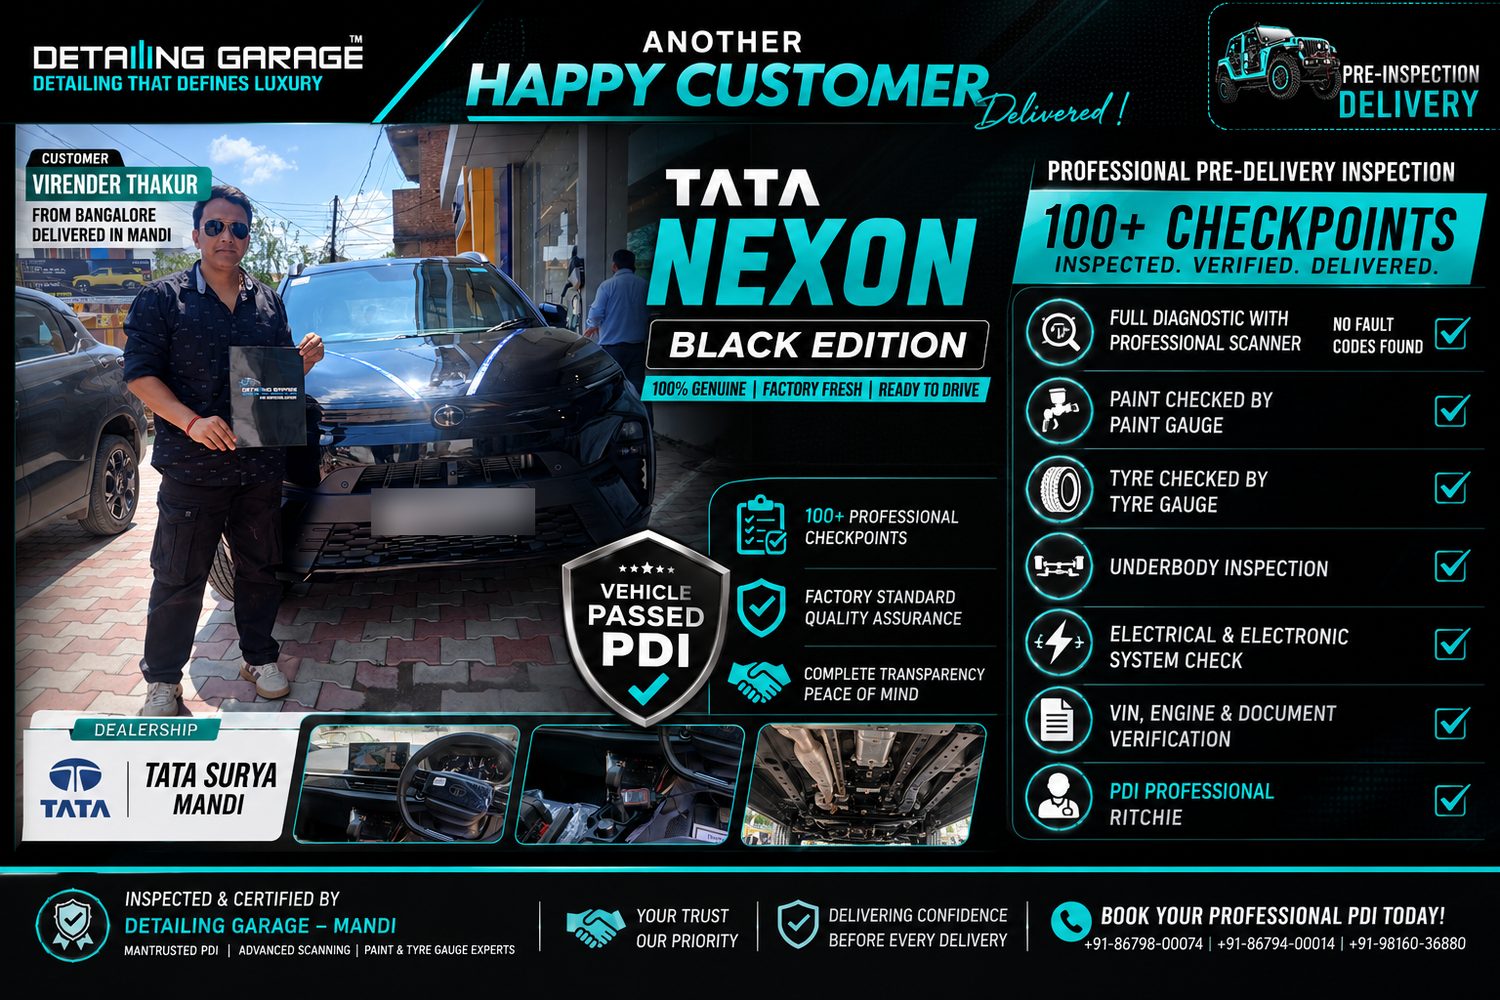 DETAILING GARAGE™
DETAILING THAT DEFINES LUXURY
ANOTHER
HAPPY CUSTOMER
Delivered !
PRE-INSPECTION
DELIVERY
CUSTOMER
VIRENDER THAKUR
FROM BANGALORE
DELIVERED IN MANDI
TATA
NEXON
BLACK EDITION
100% GENUINE | FACTORY FRESH | READY TO DRIVE
100+ PROFESSIONAL
CHECKPOINTS
FACTORY STANDARD
QUALITY ASSURANCE
COMPLETE TRANSPARENCY
PEACE OF MIND
VEHICLE
PASSED
PDI
PROFESSIONAL PRE-DELIVERY INSPECTION
100+ CHECKPOINTS
INSPECTED. VERIFIED. DELIVERED.
FULL DIAGNOSTIC WITH
PROFESSIONAL SCANNER
NO FAULT
CODES FOUND
PAINT CHECKED BY
PAINT GAUGE
TYRE CHECKED BY
TYRE GAUGE
UNDERBODY INSPECTION
ELECTRICAL & ELECTRONIC
SYSTEM CHECK
VIN, ENGINE & DOCUMENT
VERIFICATION
PDI PROFESSIONAL
RITCHIE
DEALERSHIP
TATA
TATA SURYA
MANDI
INSPECTED & CERTIFIED BY
DETAILING GARAGE – MANDI
MANTRUSTED PDI | ADVANCED SCANNING | PAINT & TYRE GAUGE EXPERTS
YOUR TRUST
OUR PRIORITY
DELIVERING CONFIDENCE
BEFORE EVERY DELIVERY
BOOK YOUR PROFESSIONAL PDI TODAY!
+91-86798-00074 | +91-86794-00014 | +91-98160-36880